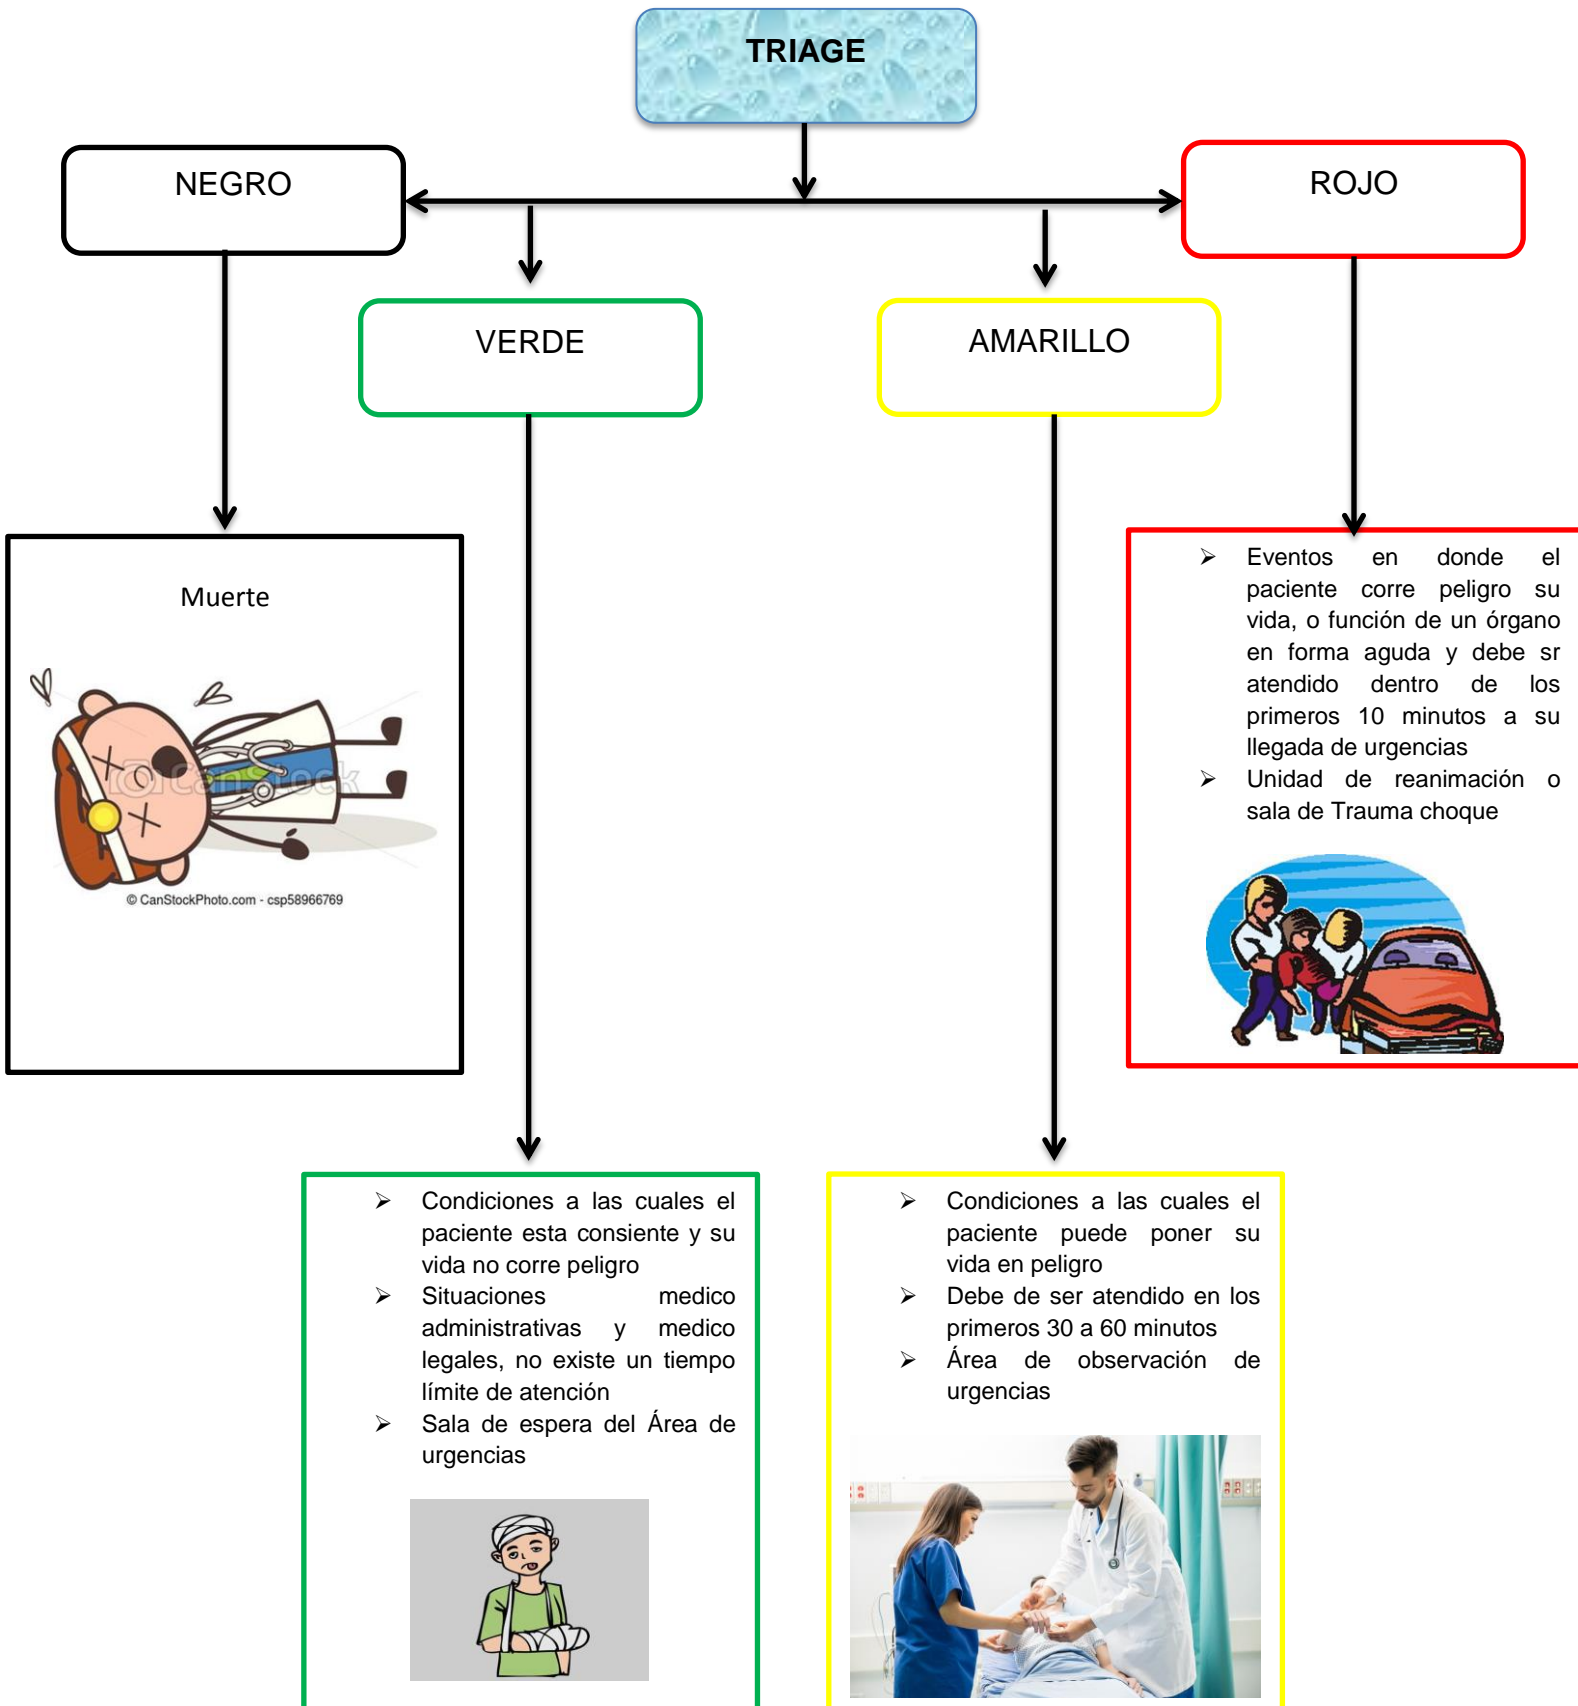 TRIAGE
NEGRO
ROJO
VERDE
AMARILLO
Muerte
CanStock
© CanStockPhoto.com - csp58966769
➢ Eventos en donde el
paciente corre peligro su
vida, o función de un órgano
en forma aguda y debe sr
atendido dentro de los
primeros 10 minutos a su
llegada de urgencias
➢ Unidad de reanimación o
sala de Trauma choque
➢ Condiciones a las cuales el
paciente esta consiente y su
vida no corre peligro
➢ Situaciones medico
administrativas y medico
legales, no existe un tiempo
límite de atención
➢ Sala de espera del Área de
urgencias
➢ Condiciones a las cuales el
paciente puede poner su
vida en peligro
➢ Debe de ser atendido en los
primeros 30 a 60 minutos
➢ Área de observación de
urgencias